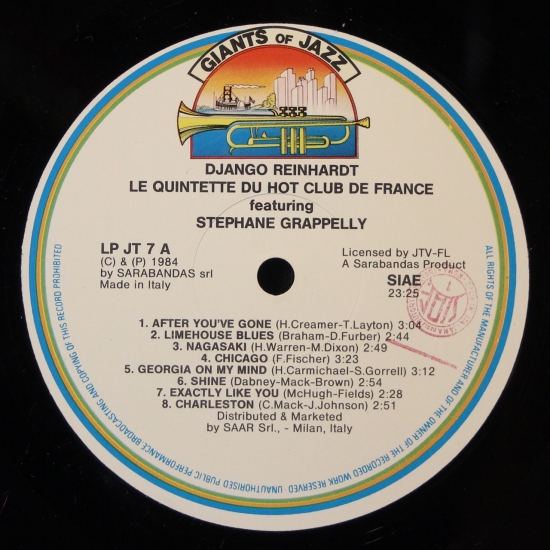 GIANTS OF JAZZ
DJANGO REINHARDT
LE QUINTETTE DU HOT CLUB DE FRANCE
featuring
STEPHANE GRAPPELLY
LP JT 7 A
(C) & (P) 1984
by SARABANDAS srl
Made in Italy
Licensed by JTV-FL
A Sarabandas Product
SIAE
23:25
1. AFTER YOU'VE GONE (H.Creamer-T.Layton) 3:04
2. LIMEHOUSE BLUES (Braham-D.Furber) 2:44
3. NAGASAKI (H.Warren-M.Dixon) 2:49
4. CHICAGO (F.Fischer) 3:23
5. GEORGIA ON MY MIND (H.Carmichael-S.Gorrell) 3:12
6. SHINE (Dabney-Mack-Brown) 2:54
7. EXACTLY LIKE YOU (McHugh-Fields) 2:28
8. CHARLESTON (C.Mack-J.Johnson) 2:51
Distributed & Marketed
by SAAR Srl., - Milan, Italy
ALL RIGHTS OF THE MANUFACTURER AND OF THE OWNER OF THE RECORDED WORK RESERVED UNAUTHORISED PUBLIC PERFORMANCE BROADCASTING AND COPYING OF THIS RECORD PROHIBITED